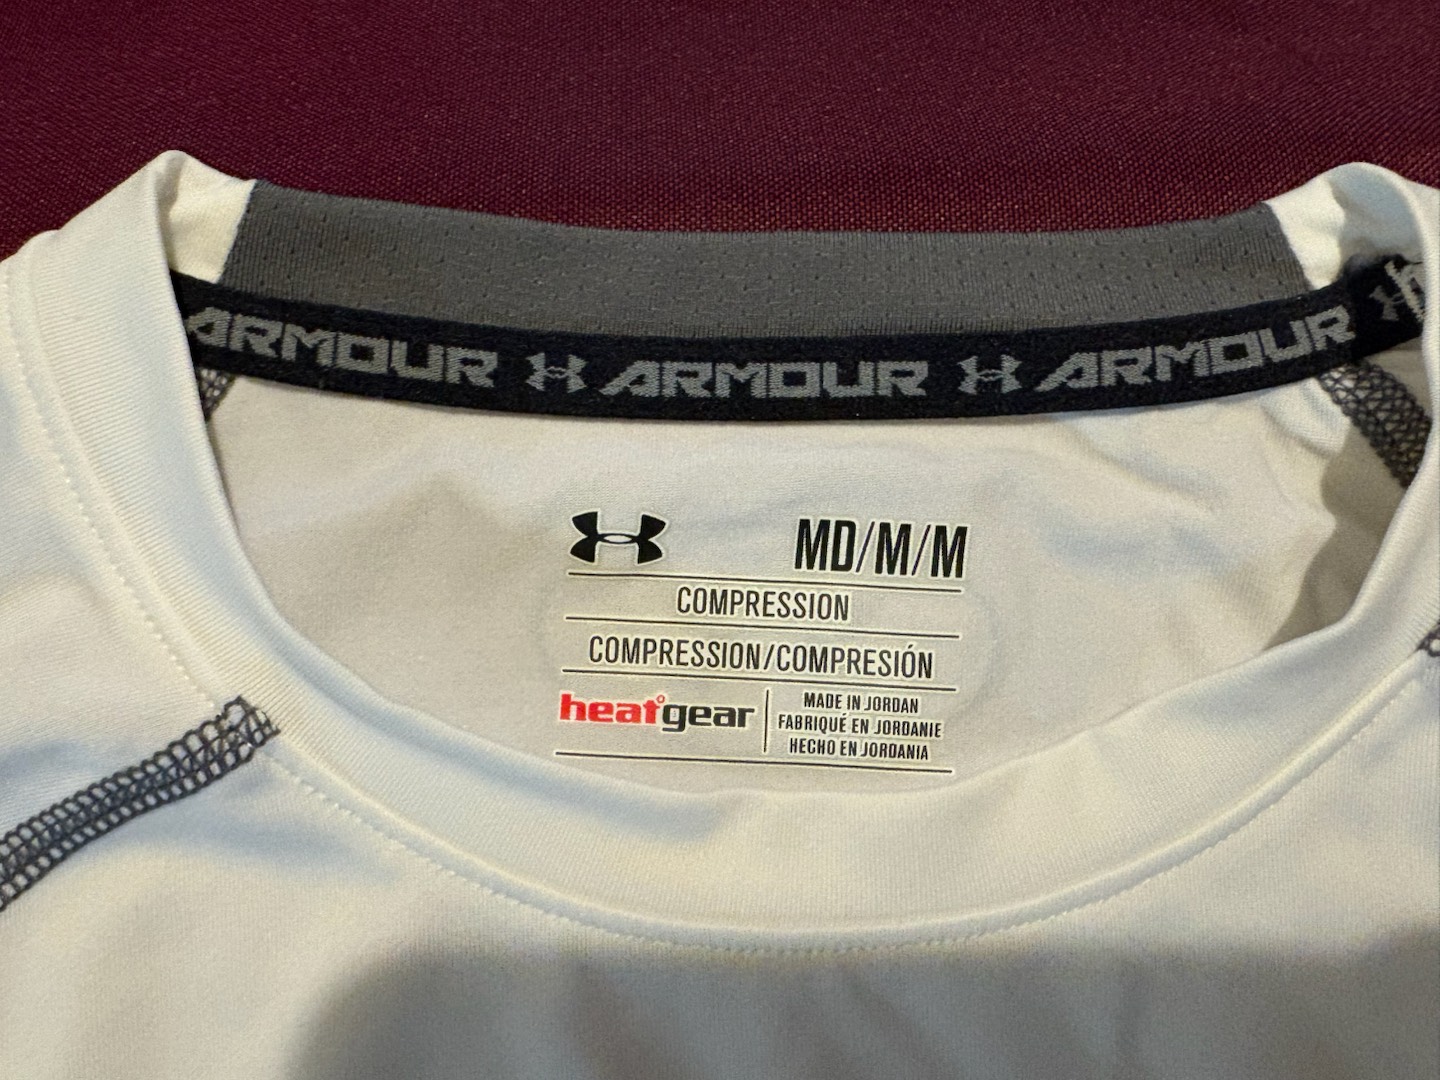 ARMOUR ARMOUR ARMOUR
MD/M/M
COMPRESSION
COMPRESSION/COMPRESIÓN
heatgear
MADE IN JORDAN
FABRIQUÉ EN JORDANIE
HECHO EN JORDANIA